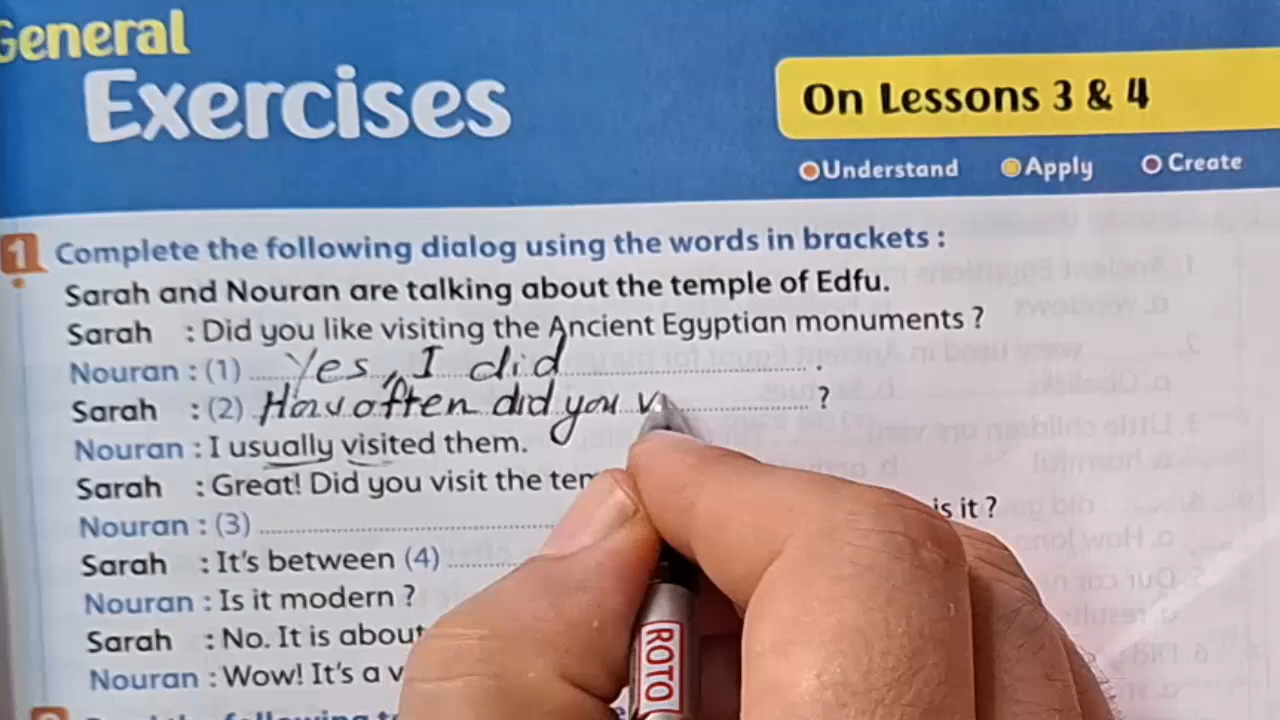 General
Exercises
On Lessons 3 & 4
Understand Apply Create
1 Complete the following dialog using the words in brackets :
Sarah and Nouran are talking about the temple of Edfu.
Sarah : Did you like visiting the Ancient Egyptian monuments ?
Nouran : (1) Yes, I did .
Sarah : (2) How often did you v ?
Nouran : I usually visited them.
Sarah : Great! Did you visit the
Nouran : (3) is it ?
Sarah : It's between (4)
Nouran : Is it modern ?
Sarah : No. It is about
Nouran : Wow! It's a
ROTO